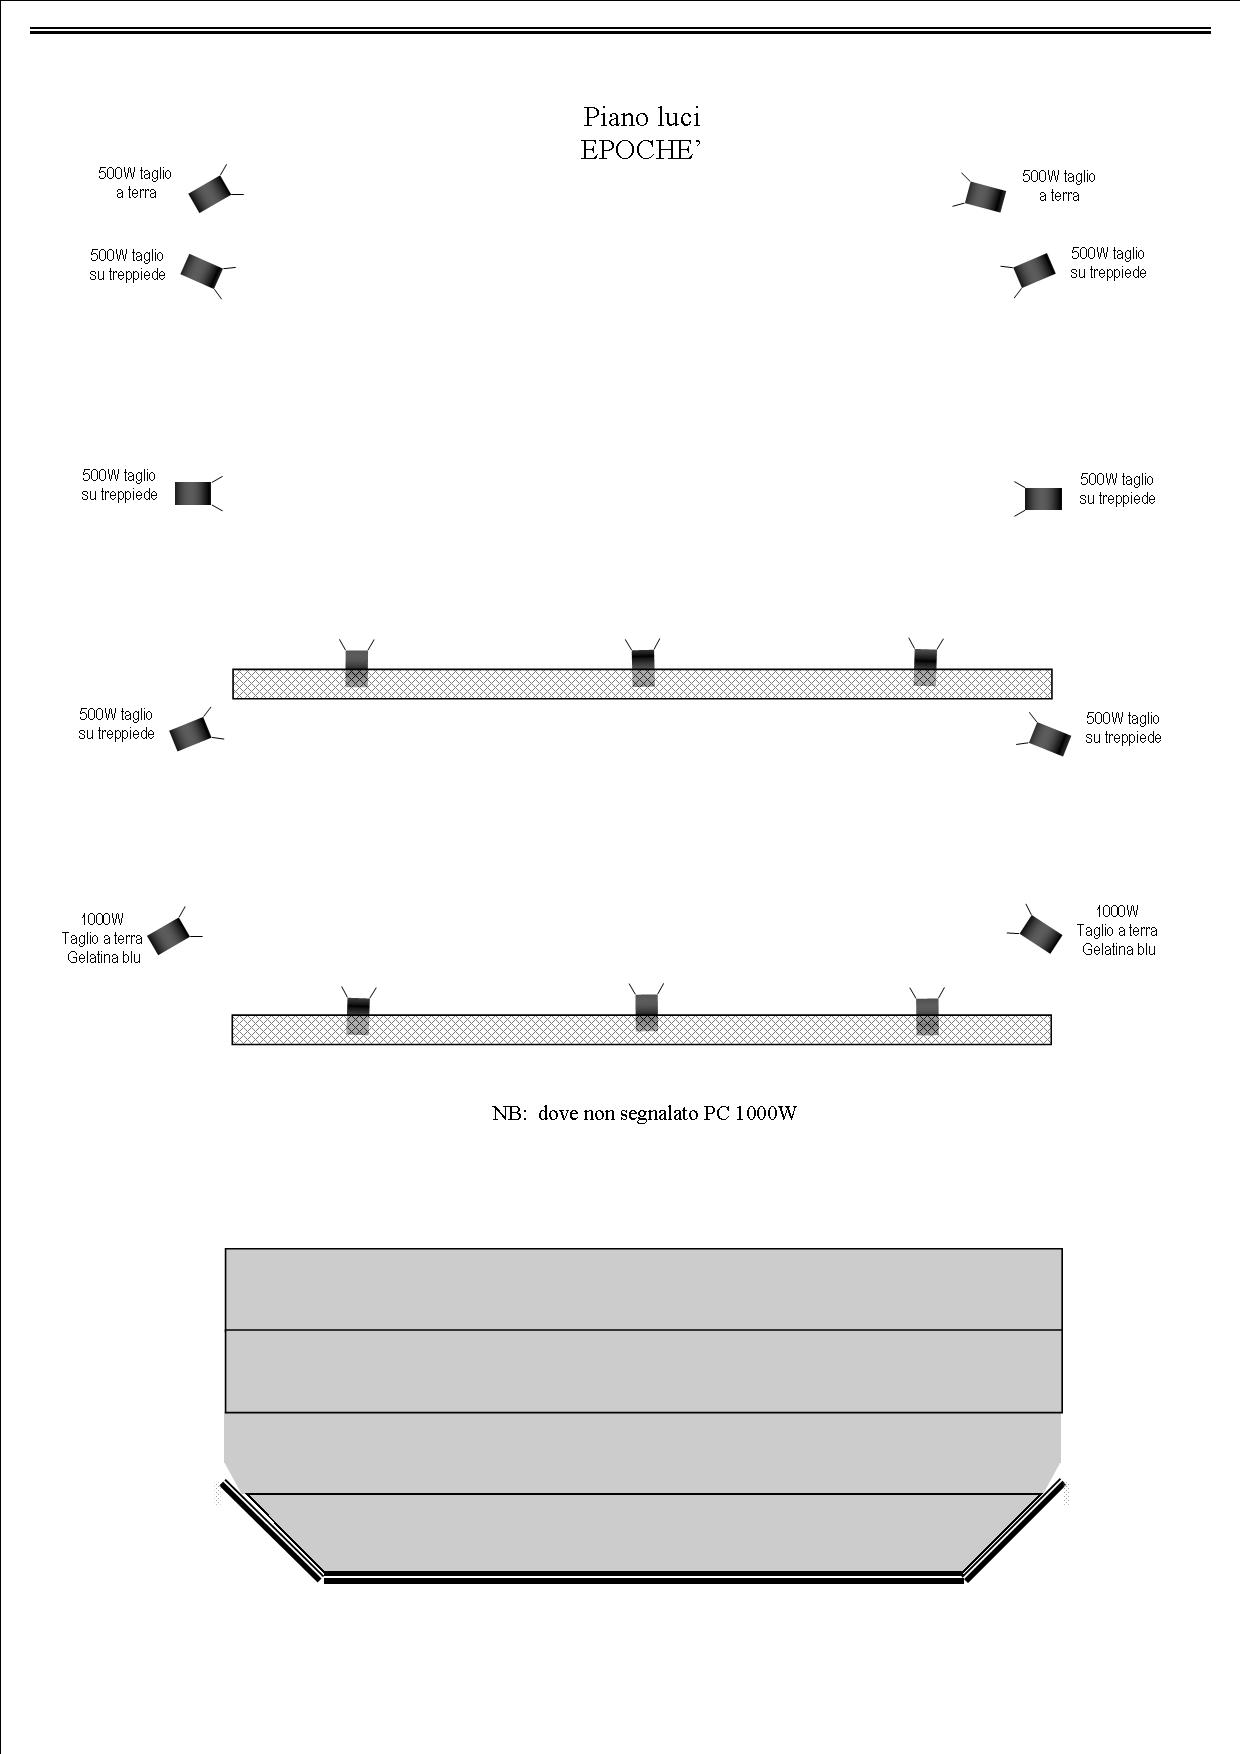 Piano luci
EPOCHE’
500W taglio
a terra
500W taglio
a terra
500W taglio
su treppiede
500W taglio
su treppiede
500W taglio
su treppiede
500W taglio
su treppiede
500W taglio
su treppiede
500W taglio
su treppiede
1000W
Taglio a terra
Gelatina blu
1000W
Taglio a terra
Gelatina blu
NB:  dove non segnalato PC 1000W